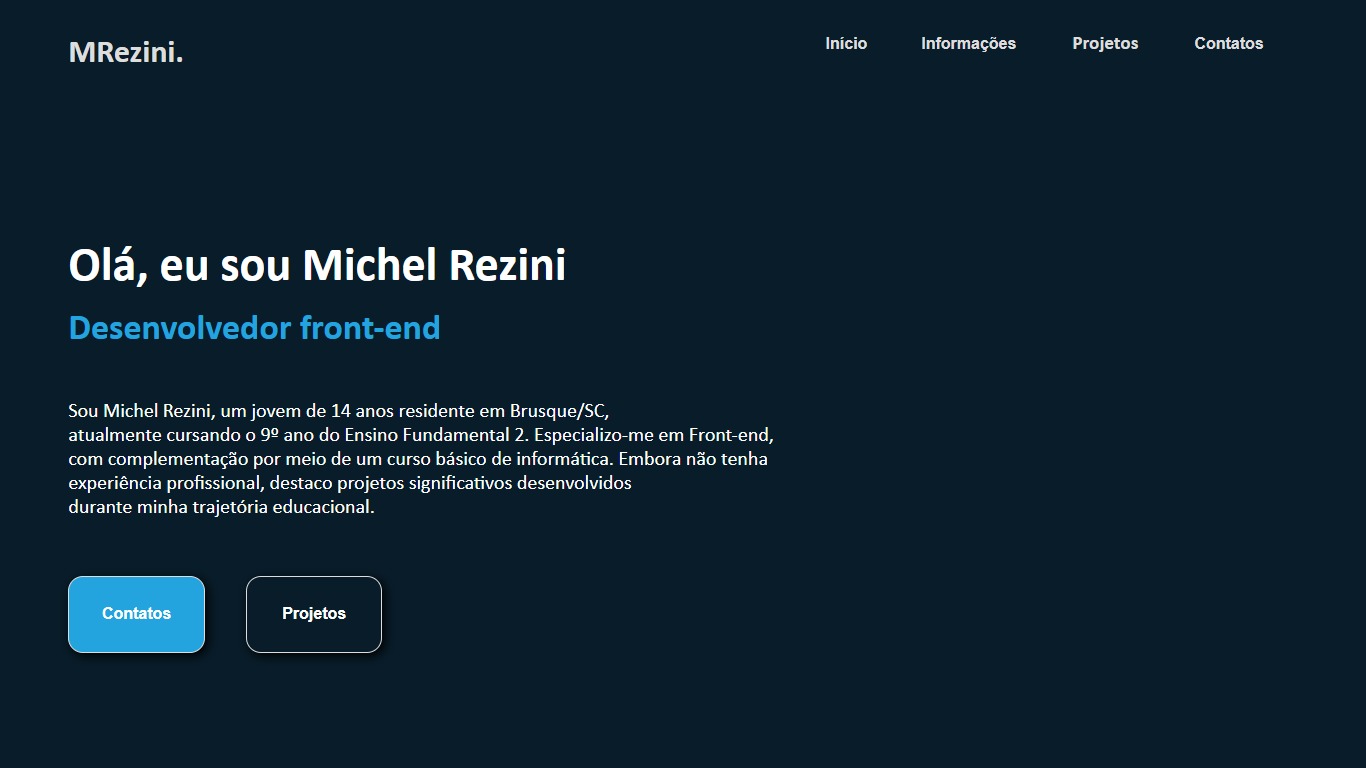 MRezini.
Início Informações Projetos Contatos
Olá, eu sou Michel Rezini
Desenvolvedor front-end
Sou Michel Rezini, um jovem de 14 anos residente em Brusque/SC,
atualmente cursando o 9º ano do Ensino Fundamental 2. Especializo-me em Front-end,
com complementação por meio de um curso básico de informática. Embora não tenha
experiência profissional, destaco projetos significativos desenvolvidos
durante minha trajetória educacional.
Contatos Projetos